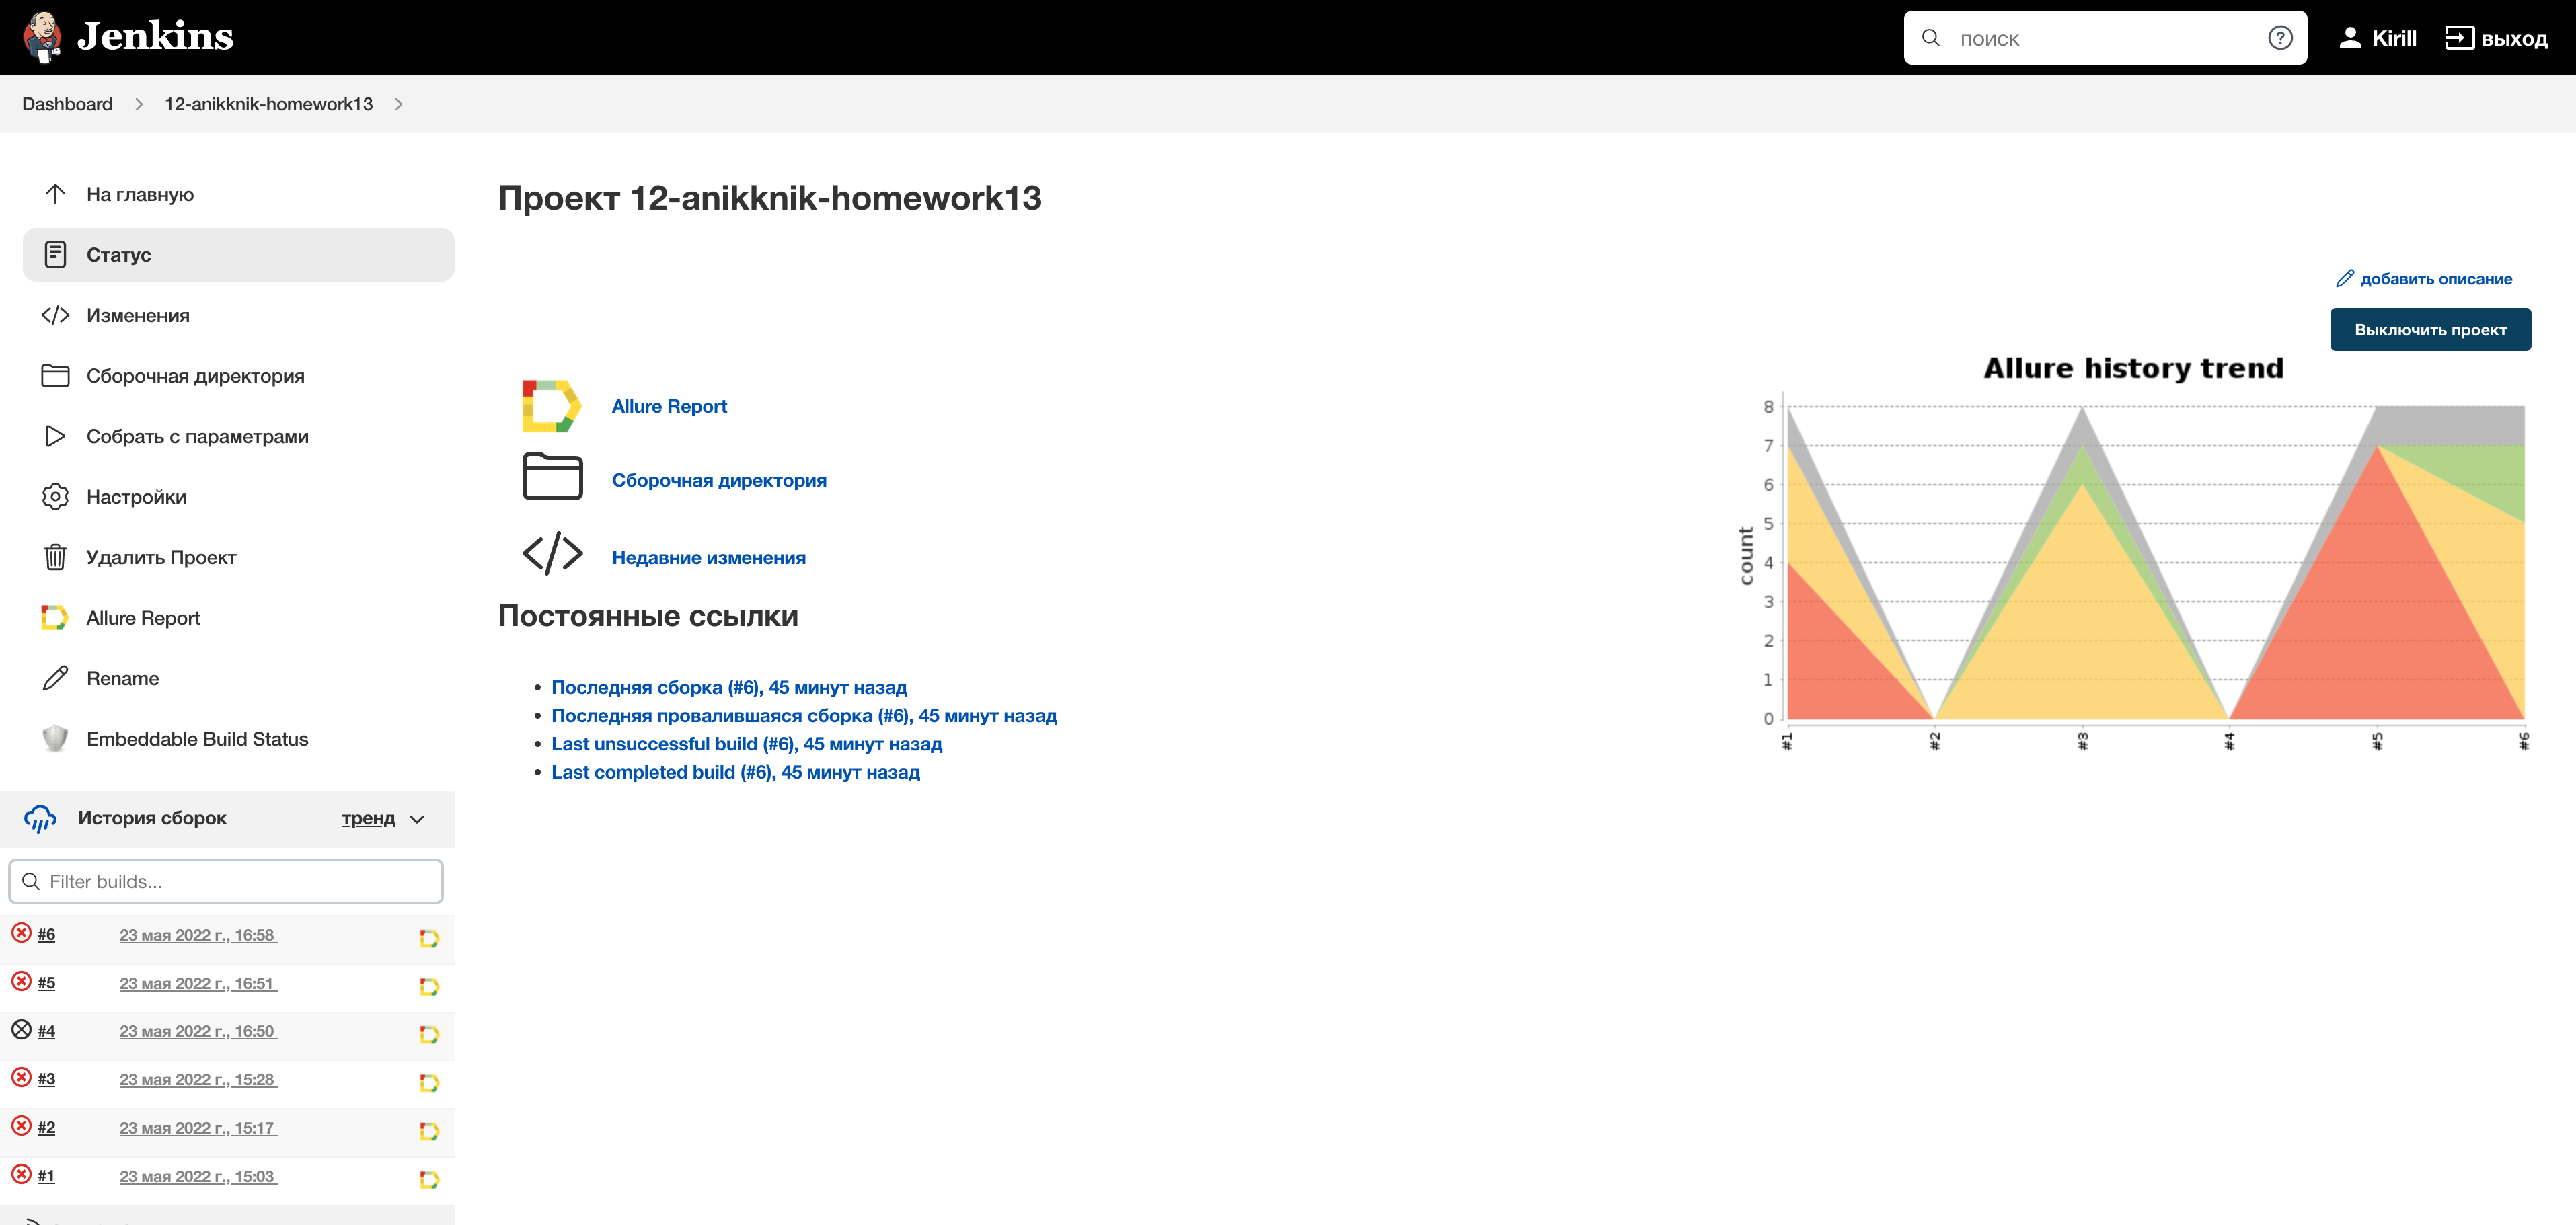 Jenkins
поиск
Kirill
выход
Dashboard
12-anikknik-homework13
На главную
Статус
Изменения
Сборочная директория
Собрать с параметрами
Настройки
Удалить Проект
Allure Report
Rename
Embeddable Build Status
История сборок
тренд
Filter builds...
#6 23 мая 2022 г., 16:58
#5 23 мая 2022 г., 16:51
#4 23 мая 2022 г., 16:50
#3 23 мая 2022 г., 15:28
#2 23 мая 2022 г., 15:17
#1 23 мая 2022 г., 15:03
Проект 12-anikknik-homework13
добавить описание
Выключить проект
Allure Report
Сборочная директория
Недавние изменения
Постоянные ссылки
Последняя сборка (#6), 45 минут назад
Последняя провалившаяся сборка (#6), 45 минут назад
Last unsuccessful build (#6), 45 минут назад
Last completed build (#6), 45 минут назад
Allure history trend
count
8
7
6
5
4
3
2
1
0
#1 #2 #3 #4 #5 #6